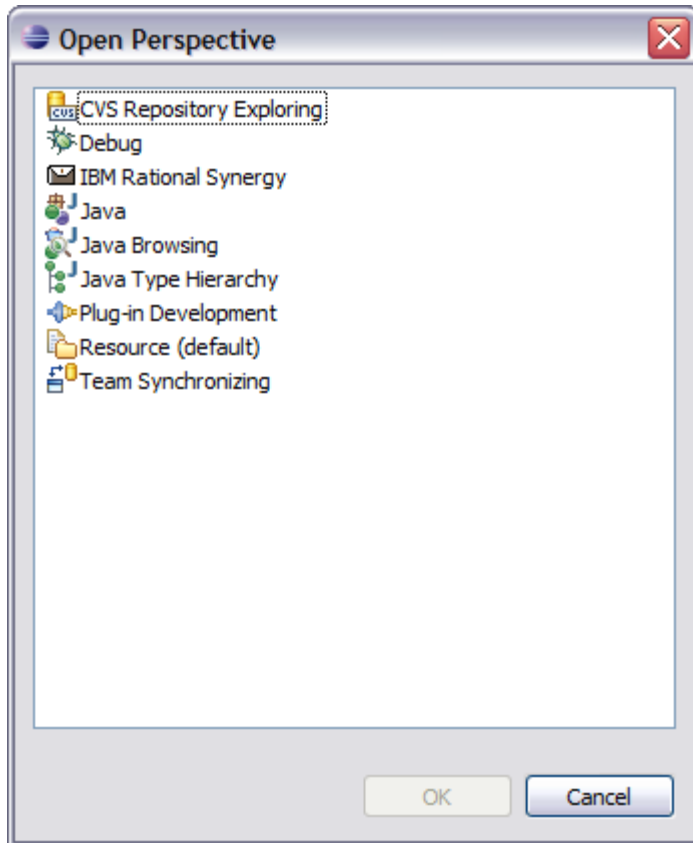 Open Perspective
CVS CVS Repository Exploring
Debug
IBM Rational Synergy
Java
Java Browsing
Java Type Hierarchy
Plug-in Development
Resource (default)
Team Synchronizing
OK Cancel